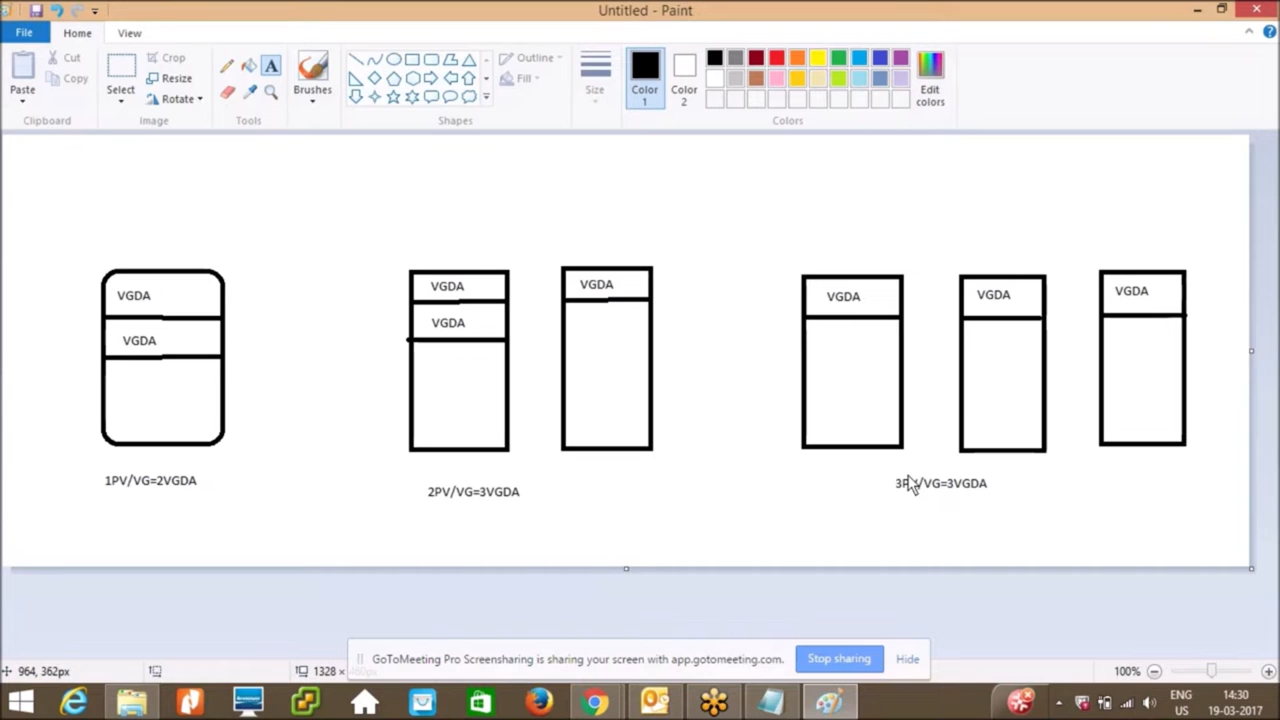 Untitled - Paint
File
Home
View
Paste
Cut
Copy
Clipboard
Select
Crop
Resize
Rotate
Image
A
Tools
Brushes
Outline
Fill
Shapes
Size
Color 1
Color 2
Edit colors
Colors
VGDA
VGDA
1PV/VG=2VGDA
VGDA
VGDA
VGDA
2PV/VG=3VGDA
VGDA
VGDA
VGDA
3PV/VG=3VGDA
GoToMeeting Pro Screensharing is sharing your screen with app.gotomeeting.com.
Stop sharing
Hide
964, 362px
1328 ×
100%
ENG
US
14:30
19-03-2017